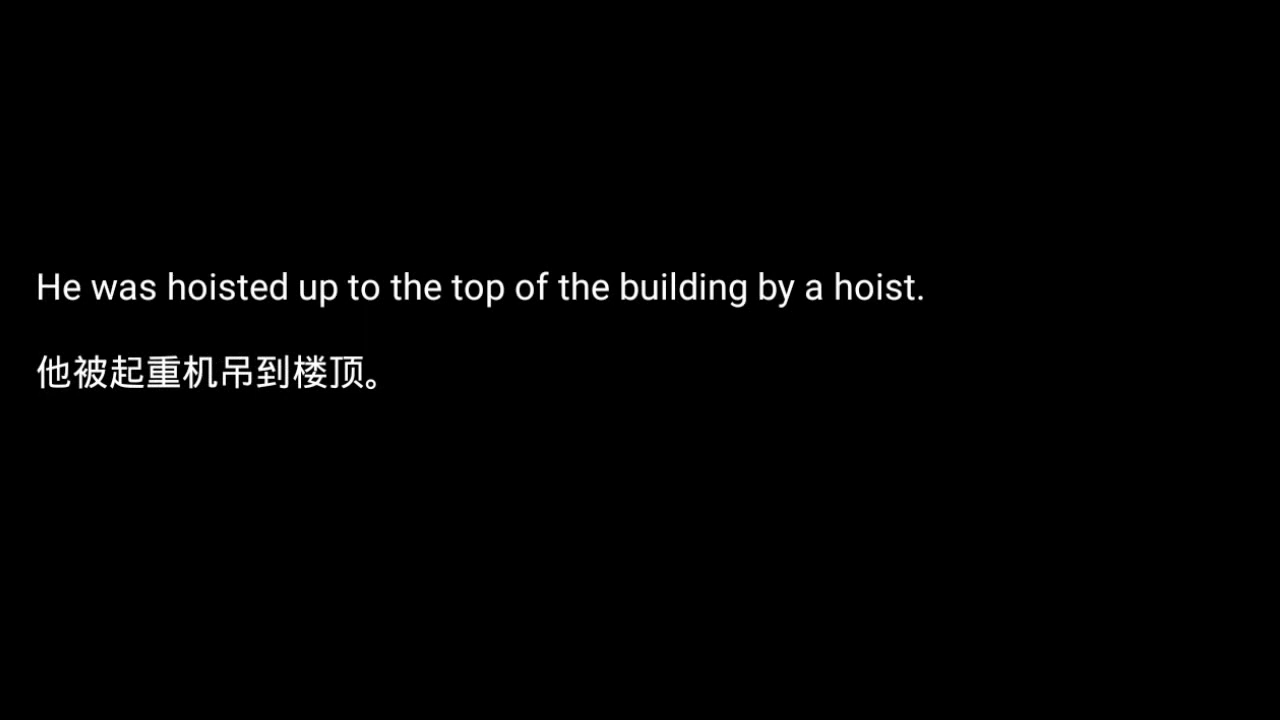 He was hoisted up to the top of the building by a hoist.
他被起重机吊到楼顶。